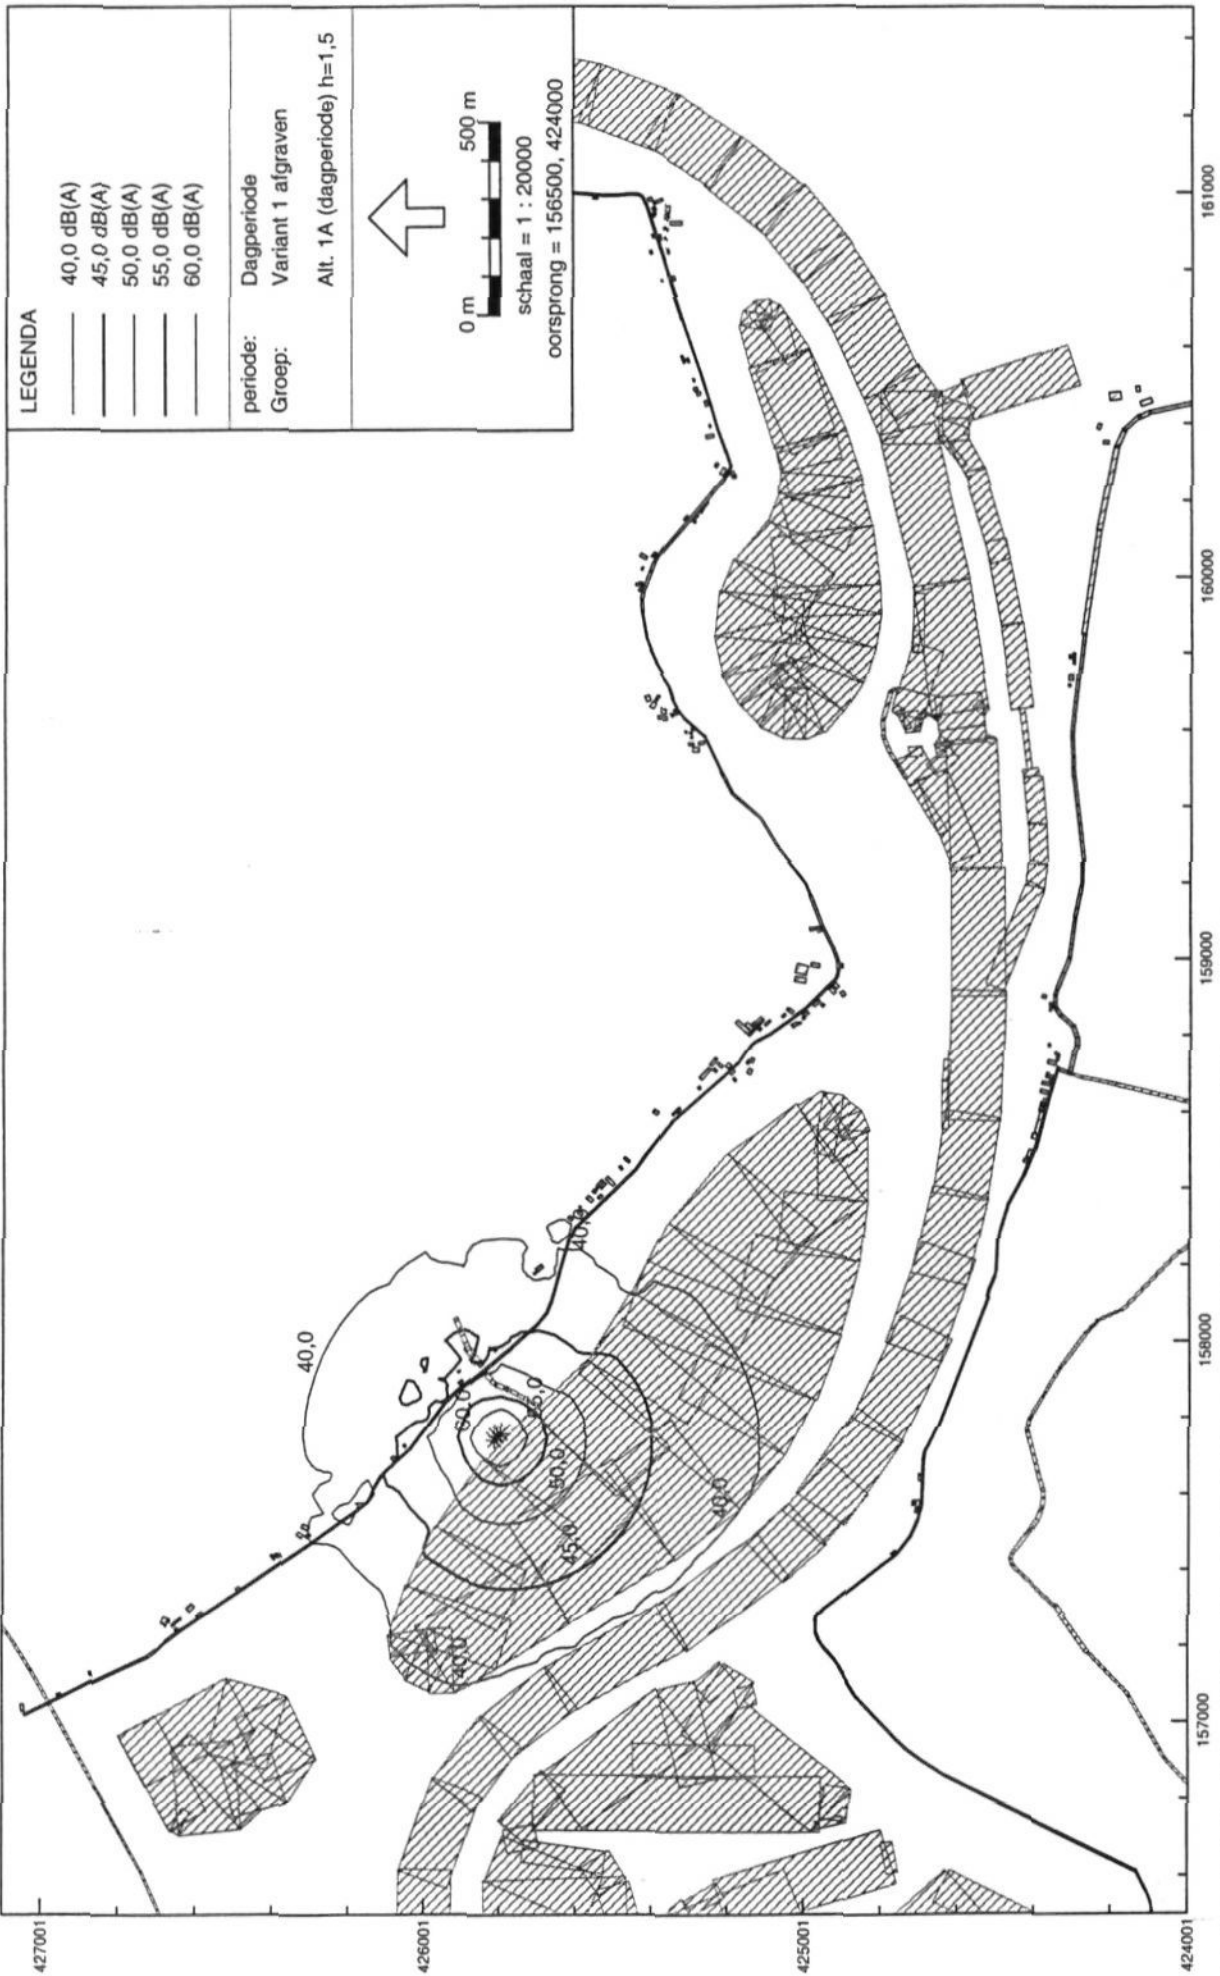 LEGENDA
40,0 dB(A)
45,0 dB(A)
50,0 dB(A)
55,0 dB(A)
60,0 dB(A)
periode: Dagperiode
Groep: Variant 1 afgraven
Alt. 1A (dagperiode) h=1,5
0 m 500 m
schaal = 1 : 20000
oorsprong = 156500, 424000
427001
426001
425001
424001
157000
158000
159000
160000
161000
40,0
40,0
60,0
55,0
50,0
45,0
40,0
40,0